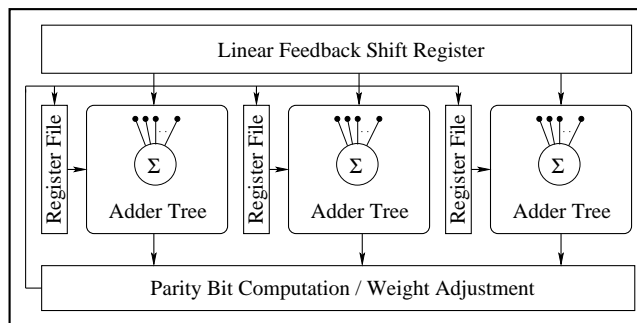 Linear Feedback Shift Register
Register File
Σ
Adder Tree
Register File
Σ
Adder Tree
Register File
Σ
Adder Tree
Parity Bit Computation / Weight Adjustment